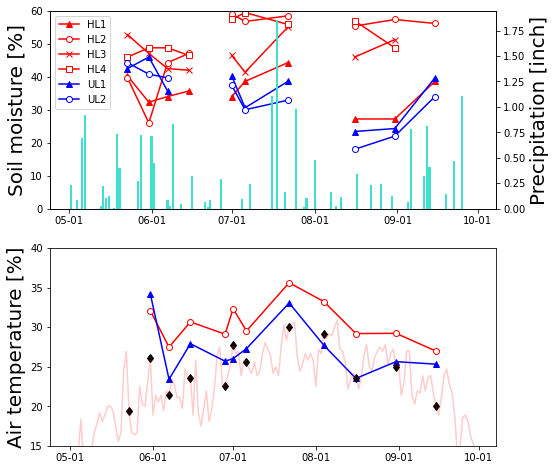 60
50
40
30
20
10
0
Soil moisture [%]
HL1
HL2
HL3
HL4
UL1
UL2
1.75
1.50
1.25
1.00
0.75
0.50
0.25
0.00
Precipitation [inch]
05-01 06-01 07-01 08-01 09-01 10-01
40
35
30
25
20
15
Air temperature [%]
05-01 06-01 07-01 08-01 09-01 10-01